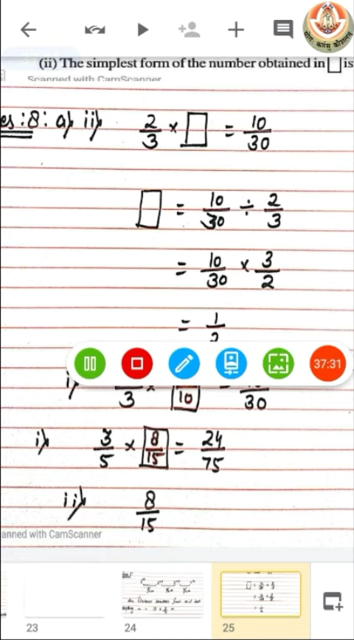 (ii) The simplest form of the number obtained in □ is
Scanned with CamScanner
es:8: a) ii) 2/3 × □ = 10/30
□ = 10/30 ÷ 2/3
= 10/30 × 3/2
= 1/2
37:31
i) 3 × 10 = 30
i) 3/5 × 8/15 = 24/75
ii) 8/15
anned with CamScanner
23 24 25